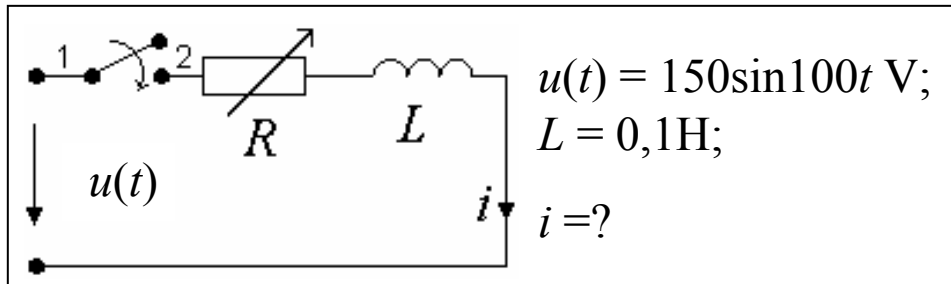 1 2
R L
u(t)
i
u(t) = 150sin100t V;
L = 0,1H;
i =?